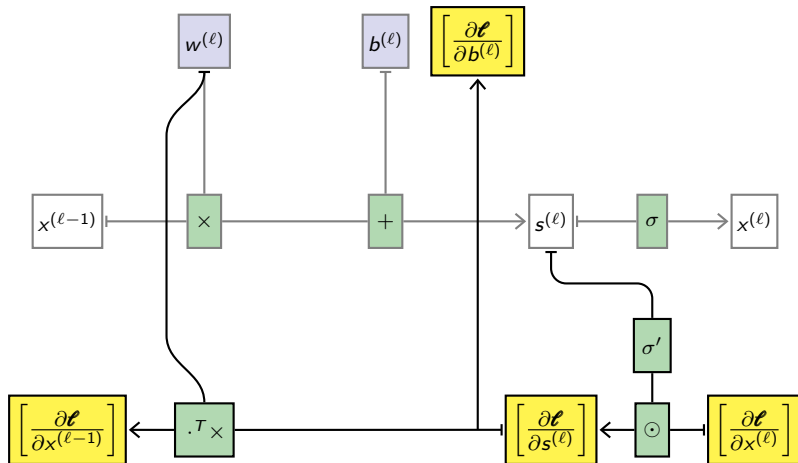 w^(ℓ) b^(ℓ) [∂ℓ/∂b^(ℓ)]
x^(ℓ−1) × + s^(ℓ) σ x^(ℓ)
σ′
[∂ℓ/∂x^(ℓ−1)] ·^T × [∂ℓ/∂s^(ℓ)] ⊙ [∂ℓ/∂x^(ℓ)]